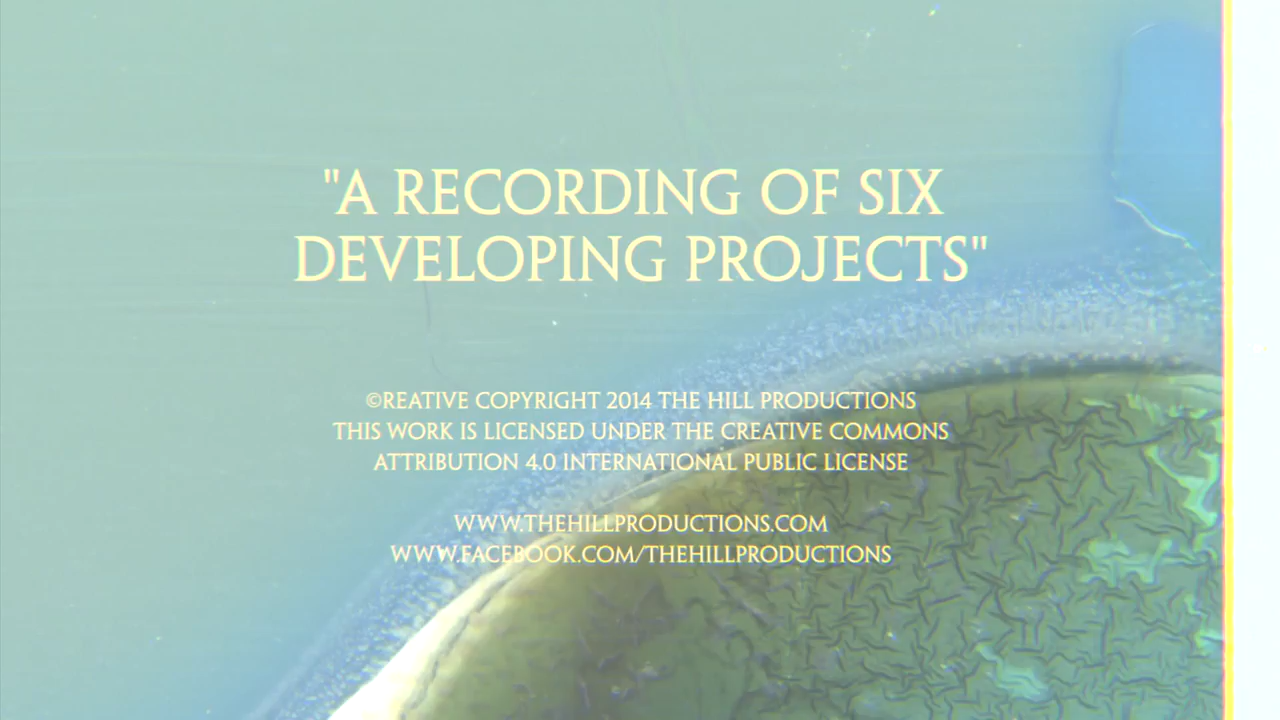 "A RECORDING OF SIX
DEVELOPING PROJECTS"
©REATIVE COPYRIGHT 2014 THE HILL PRODUCTIONS
THIS WORK IS LICENSED UNDER THE CREATIVE COMMONS
ATTRIBUTION 4.0 INTERNATIONAL PUBLIC LICENSE
WWW.THEHILLPRODUCTIONS.COM
WWW.FACEBOOK.COM/THEHILLPRODUCTIONS